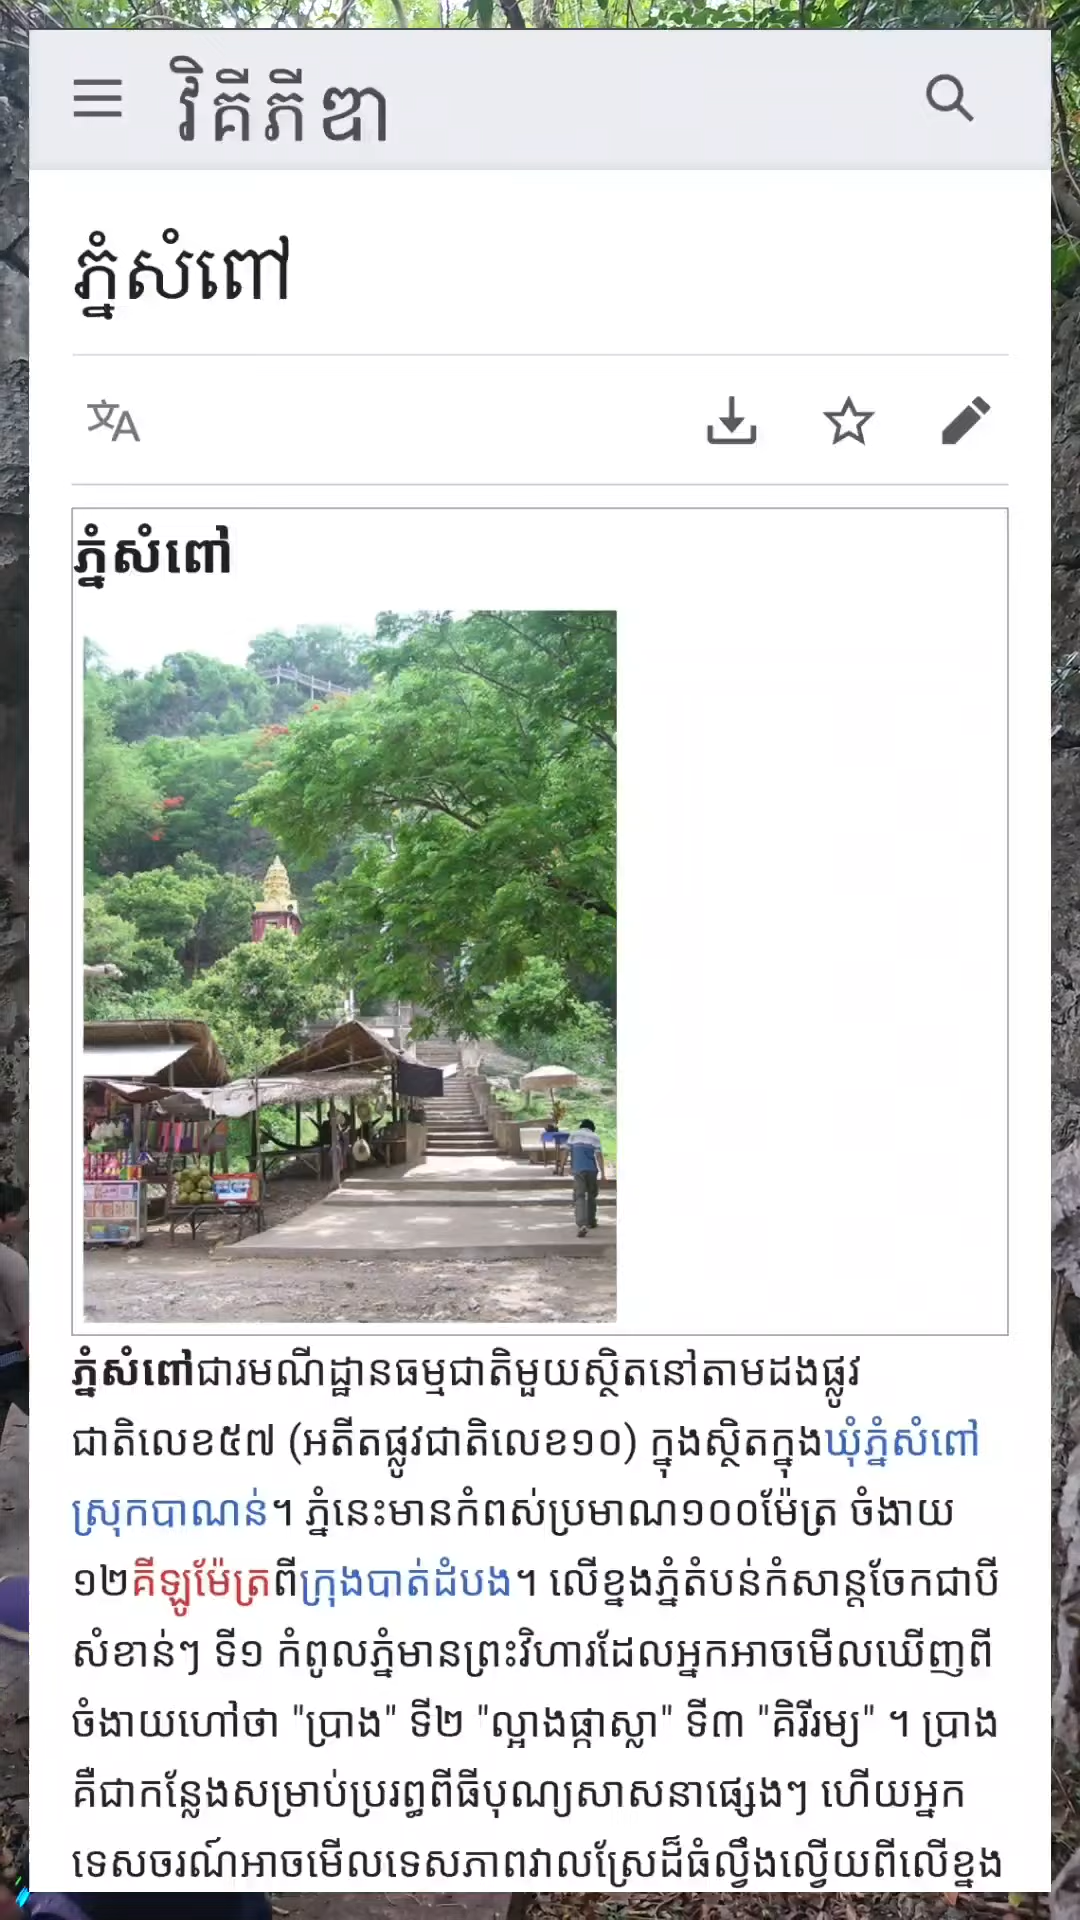 វិគីភីឌា
ភ្នំសំពៅ
ភ្នំសំពៅ
ភ្នំសំពៅជារមណីដ្ឋានធម្មជាតិមួយស្ថិតនៅតាមដងផ្លូវ
ជាតិលេខ៥៧ (អតីតផ្លូវជាតិលេខ១០) ក្នុងស្ថិតក្នុងឃុំភ្នំសំពៅ
ស្រុកបាណន់។ ភ្នំនេះមានកំពស់ប្រមាណ១០០ម៉ែត្រ ចំងាយ
១២គីឡូម៉ែត្រពីក្រុងបាត់ដំបង។ លើខ្នងភ្នំតំបន់កំសាន្តចែកជាបី
សំខាន់ៗ ទី១ កំពូលភ្នំមានព្រះវិហារដែលអ្នកអាចមើលឃើញពី
ចំងាយហៅថា "ប្រាង" ទី២ "ល្អាងផ្កាស្លា" ទី៣ "គិរីរម្យ" ។ ប្រាង
គឺជាកន្លែងសម្រាប់ប្ររព្ធពីធីបុណ្យសាសនាផ្សេងៗ ហើយអ្នក
ទេសចរណ៍អាចមើលទេសភាពវាលស្រែដ៏ធំល្វឹងល្វើយពីលើខ្នង